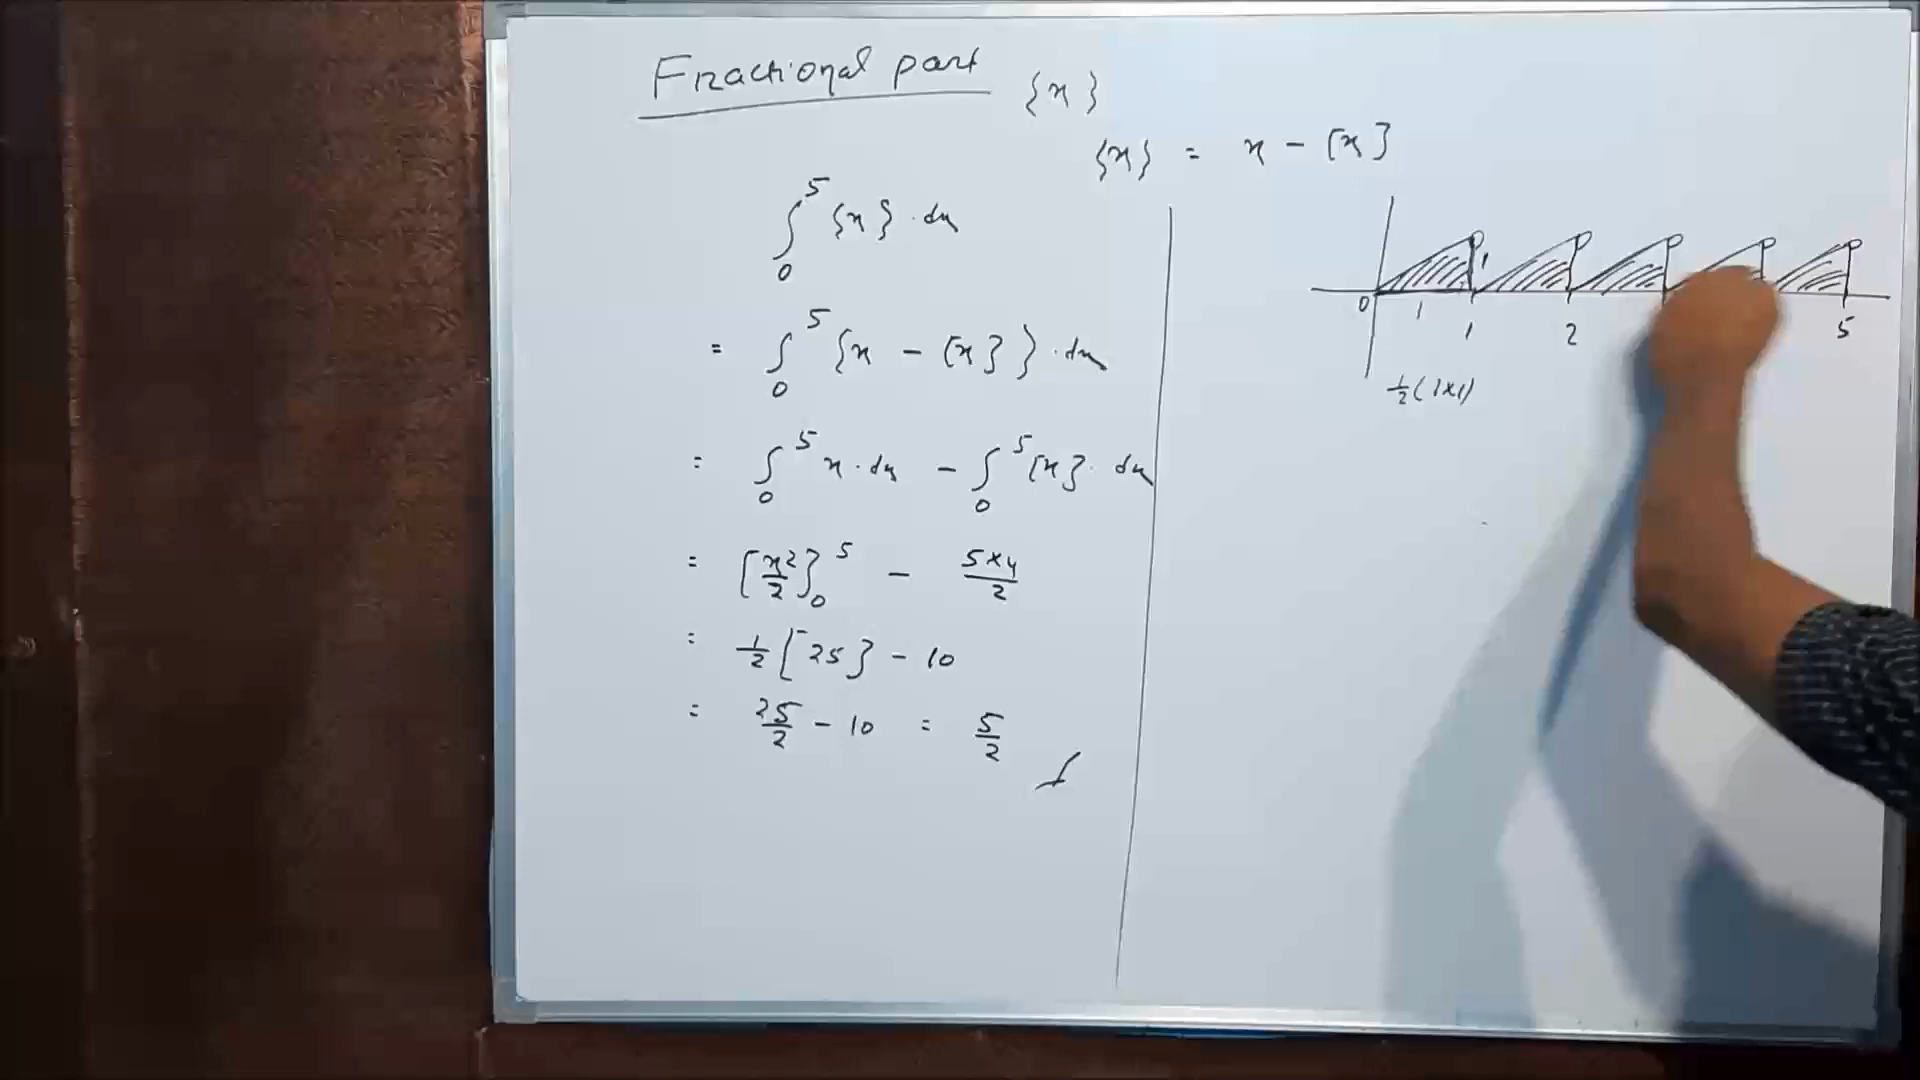 Fractional part {x}
{x} = x - [x]
∫₀⁵ {x} · dx
= ∫₀⁵ {x - [x]} · dx
= ∫₀⁵ x · dx - ∫₀⁵ [x] · dx
= [x²/2]₀⁵ - 5×4/2
= 1/2 [25] - 10
= 25/2 - 10 = 5/2
1
0 1 1 2 5
1/2 (1×1)